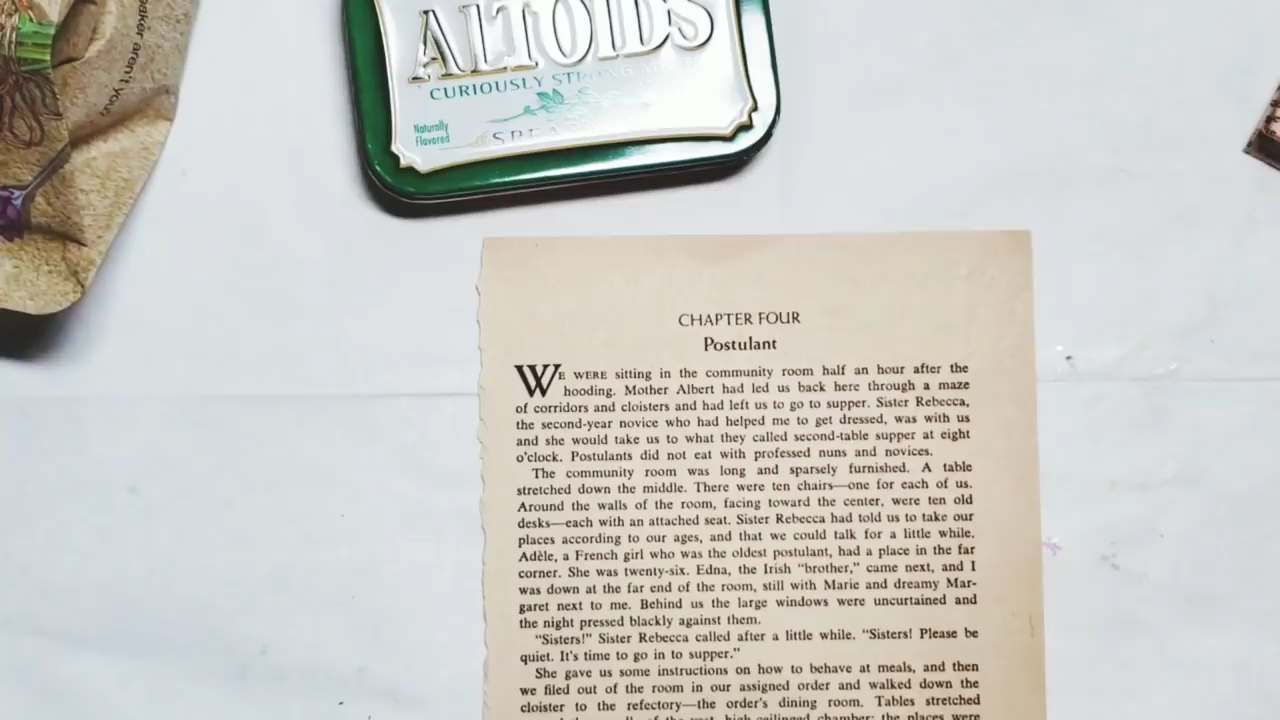 eaker aren't you
ALTOIDS
CURIOUSLY STRONG
Naturally
Flavored
CHAPTER FOUR
Postulant
WE WERE sitting in the community room half an hour after the
hooding. Mother Albert had led us back here through a maze
of corridors and cloisters and had left us to go to supper. Sister Rebecca,
the second-year novice who had helped me to get dressed, was with us
and she would take us to what they called second-table supper at eight
o'clock. Postulants did not eat with professed nuns and novices.
The community room was long and sparsely furnished. A table
stretched down the middle. There were ten chairs—one for each of us.
Around the walls of the room, facing toward the center, were ten old
desks—each with an attached seat. Sister Rebecca had told us to take our
places according to our ages, and that we could talk for a little while.
Adèle, a French girl who was the oldest postulant, had a place in the far
corner. She was twenty-six. Edna, the Irish "brother," came next, and I
was down at the far end of the room, still with Marie and dreamy Mar-
garet next to me. Behind us the large windows were uncurtained and
the night pressed blackly against them.
"Sisters!" Sister Rebecca called after a little while. "Sisters! Please be
quiet. It's time to go in to supper."
She gave us some instructions on how to behave at meals, and then
we filed out of the room in our assigned order and walked down the
cloister to the refectory—the order's dining room. Tables stretched
high-ceilinged chamber; the places were